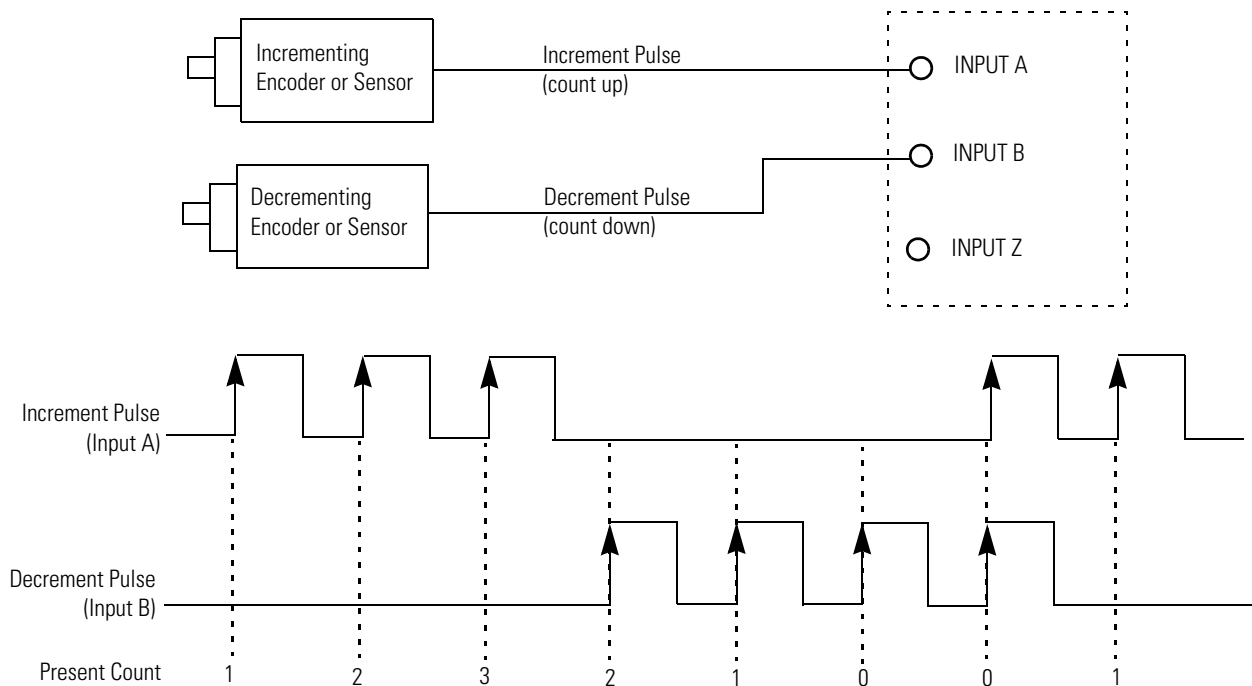 Incrementing
Encoder or Sensor
Increment Pulse
(count up)
INPUT A
INPUT B
Decrementing
Encoder or Sensor
Decrement Pulse
(count down)
INPUT Z
Increment Pulse
(Input A)
Decrement Pulse
(Input B)
Present Count 1 2 3 2 1 0 0 1